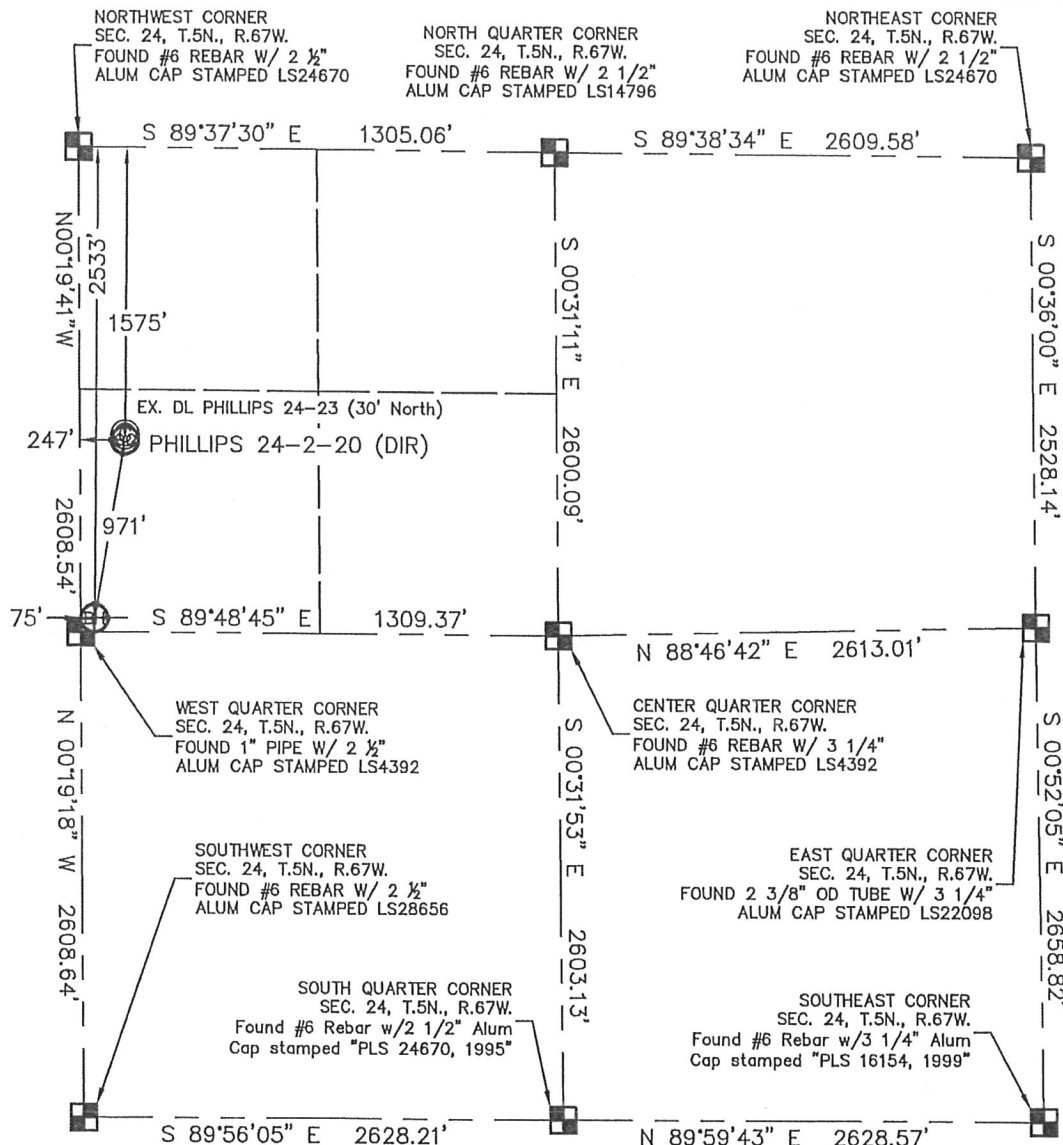 NORTHWEST CORNER
SEC. 24, T.5N., R.67W.
FOUND #6 REBAR W/ 2 ½"
ALUM CAP STAMPED LS24670
NORTH QUARTER CORNER
SEC. 24, T.5N., R.67W.
FOUND #6 REBAR W/ 2 1/2"
ALUM CAP STAMPED LS14796
NORTHEAST CORNER
SEC. 24, T.5N., R.67W.
FOUND #6 REBAR W/ 2 1/2"
ALUM CAP STAMPED LS24670
S 89°37'30" E 1305.06'
S 89°38'34" E 2609.58'
N00°19'41"W 2608.54'
2533'
1575'
S 00°31'11" E 2600.09'
S 00°36'00" E 2528.14'
EX. DL PHILLIPS 24-23 (30' North)
247'
PHILLIPS 24-2-20 (DIR)
971'
75'
S 89°48'45" E 1309.37'
N 88°46'42" E 2613.01'
WEST QUARTER CORNER
SEC. 24, T.5N., R.67W.
FOUND 1" PIPE W/ 2 ½"
ALUM CAP STAMPED LS4392
CENTER QUARTER CORNER
SEC. 24, T.5N., R.67W.
FOUND #6 REBAR W/ 3 1/4"
ALUM CAP STAMPED LS4392
N 00°19'18" W 2608.64'
S 00°31'53" E 2603.13'
S 00°52'05" E 2658.82'
SOUTHWEST CORNER
SEC. 24, T.5N., R.67W.
FOUND #6 REBAR W/ 2 ½"
ALUM CAP STAMPED LS28656
EAST QUARTER CORNER
SEC. 24, T.5N., R.67W.
FOUND 2 3/8" OD TUBE W/ 3 1/4"
ALUM CAP STAMPED LS22098
SOUTH QUARTER CORNER
SEC. 24, T.5N., R.67W.
Found #6 Rebar w/2 1/2" Alum
Cap stamped "PLS 24670, 1995"
SOUTHEAST CORNER
SEC. 24, T.5N., R.67W.
Found #6 Rebar w/3 1/4" Alum
Cap stamped "PLS 16154, 1999"
S 89°56'05" E 2628.21'
N 89°59'43" E 2628.57'